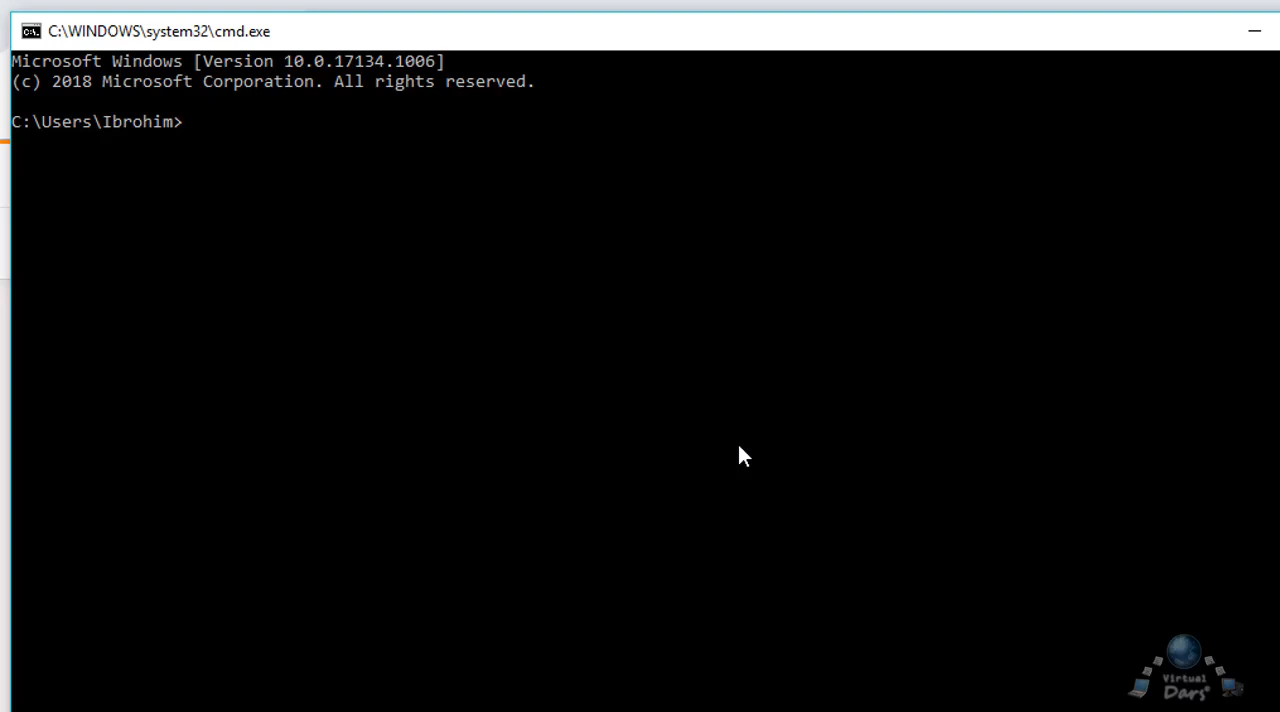 C:\WINDOWS\system32\cmd.exe
Microsoft Windows [Version 10.0.17134.1006]
(c) 2018 Microsoft Corporation. All rights reserved.
C:\Users\Ibrohim>
Virtual
Dars®